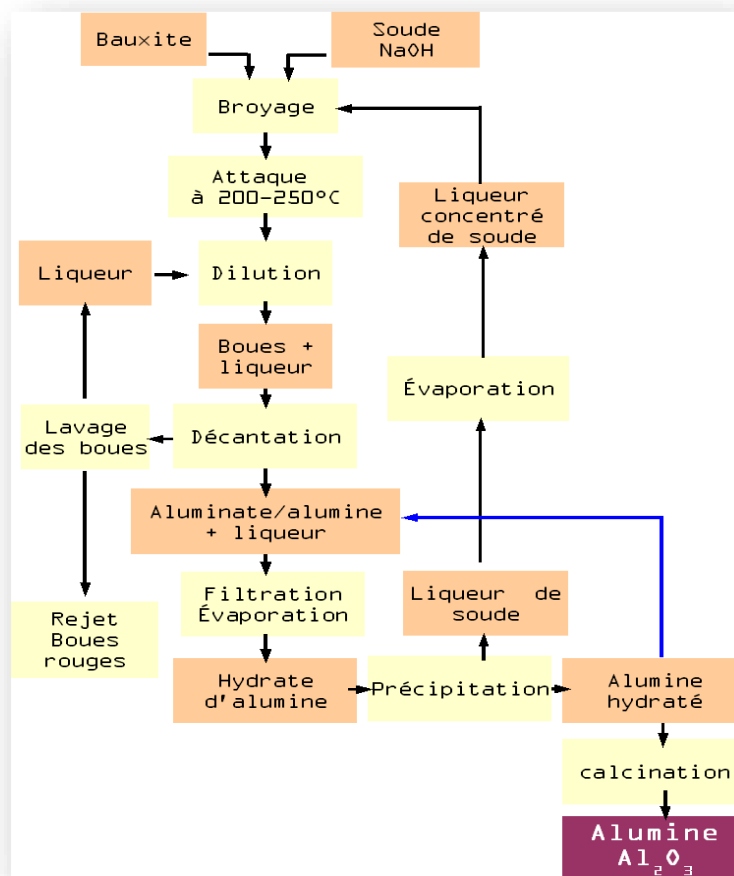 Bauxite
Soude
NaOH
Broyage
Attaque
à 200-250°C
Liqueur
concentré
de soude
Liqueur
Dilution
Boues +
liqueur
Évaporation
Lavage
des boues
Décantation
Aluminate/alumine
+ liqueur
Filtration
Évaporation
Liqueur de
soude
Rejet
Boues
rouges
Hydrate
d'alumine
Précipitation
Alumine
hydraté
calcination
Alumine
Al₂O₃